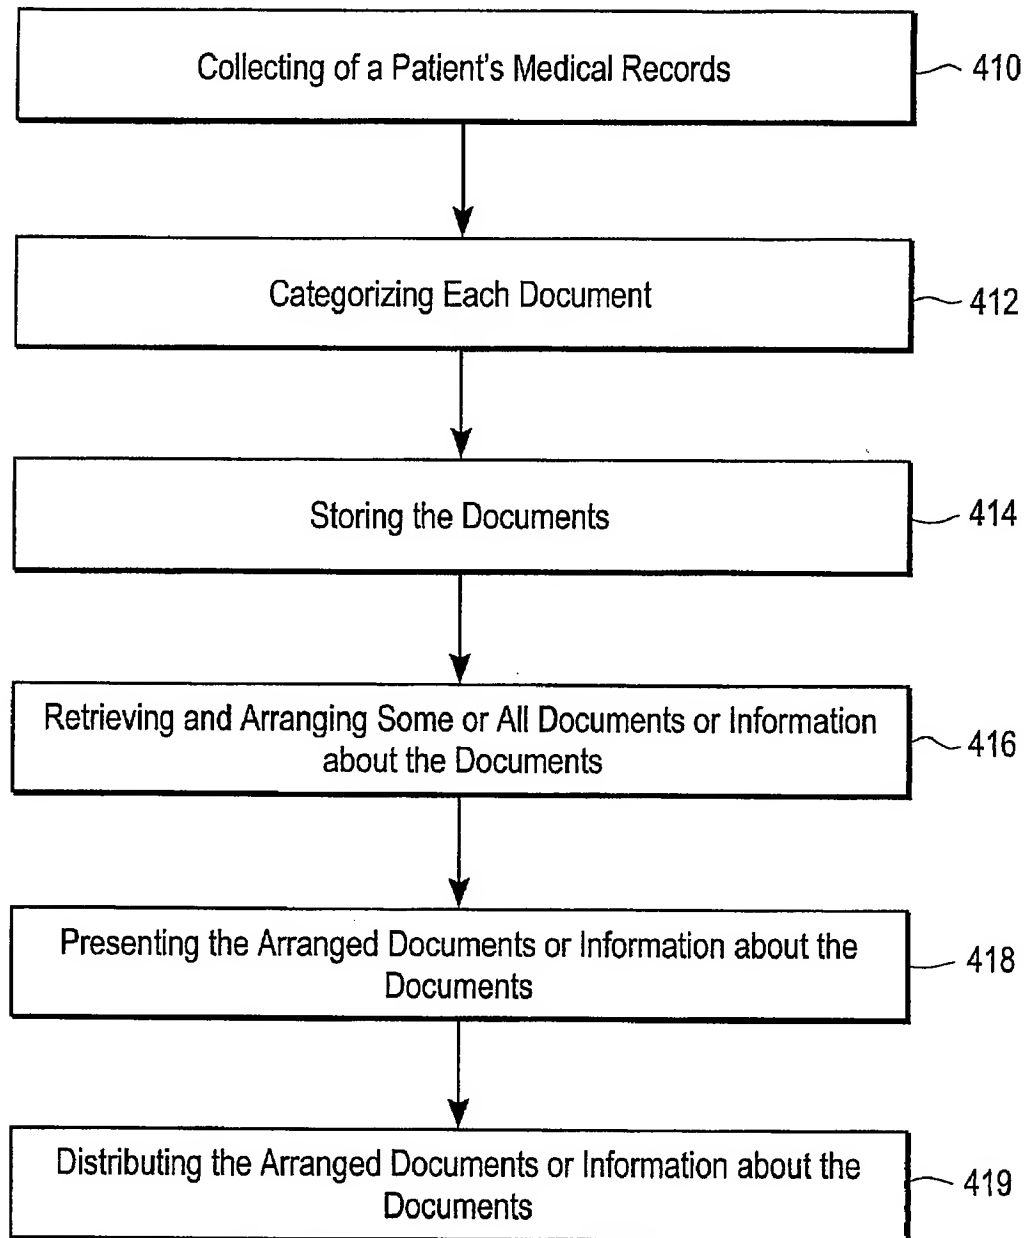 Collecting of a Patient's Medical Records
410
Categorizing Each Document
412
Storing the Documents
414
Retrieving and Arranging Some or All Documents or Information
about the Documents
416
Presenting the Arranged Documents or Information about the
Documents
418
Distributing the Arranged Documents or Information about the
Documents
419